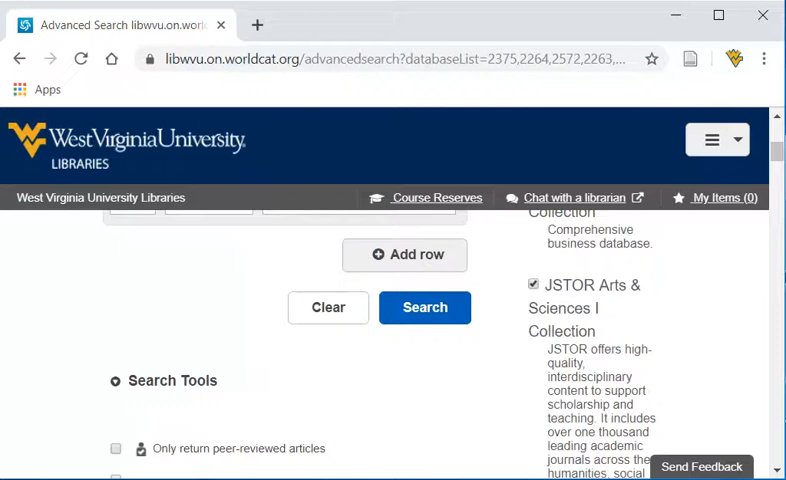 Advanced Search libwvu.on.worl
libwvu.on.worldcat.org/advancedsearch?databaseList=2375,2264,2572,2263,...
Apps
WestVirginiaUniversity.
LIBRARIES
West Virginia University Libraries
Course Reserves
Chat with a librarian
My Items (0)
Collection
Comprehensive
business database.
Add row
JSTOR Arts &
Sciences I
Collection
Clear
Search
JSTOR offers high-
quality,
interdisciplinary
content to support
scholarship and
teaching. It includes
over one thousand
leading academic
journals across the
humanities, social
Search Tools
Only return peer-reviewed articles
Send Feedback